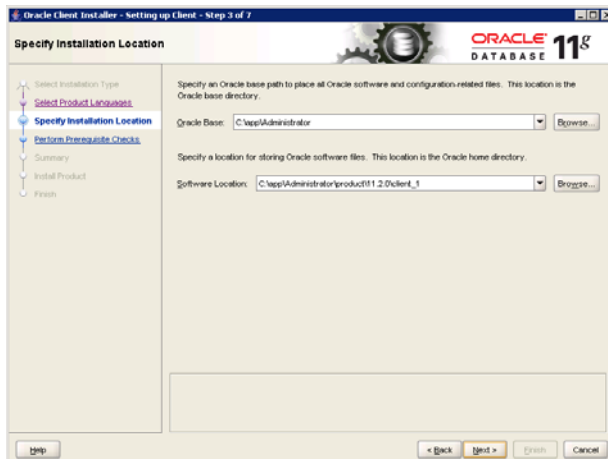 Oracle Client Installer - Setting up Client - Step 3 of 7
Specify Installation Location
ORACLE
DATABASE
11g
Select Installation Type
Select Product Languages
Specify Installation Location
Perform Prerequisite Checks
Summary
Install Product
Finish
Specify an Oracle base path to place all Oracle software and configuration-related files. This location is the
Oracle base directory.
Oracle Base: C:\app\Administrator Browse...
Specify a location for storing Oracle software files. This location is the Oracle home directory.
Software Location: C:\app\Administrator\product\11.2.0\client_1 Browse...
Help < Back Next > Finish Cancel